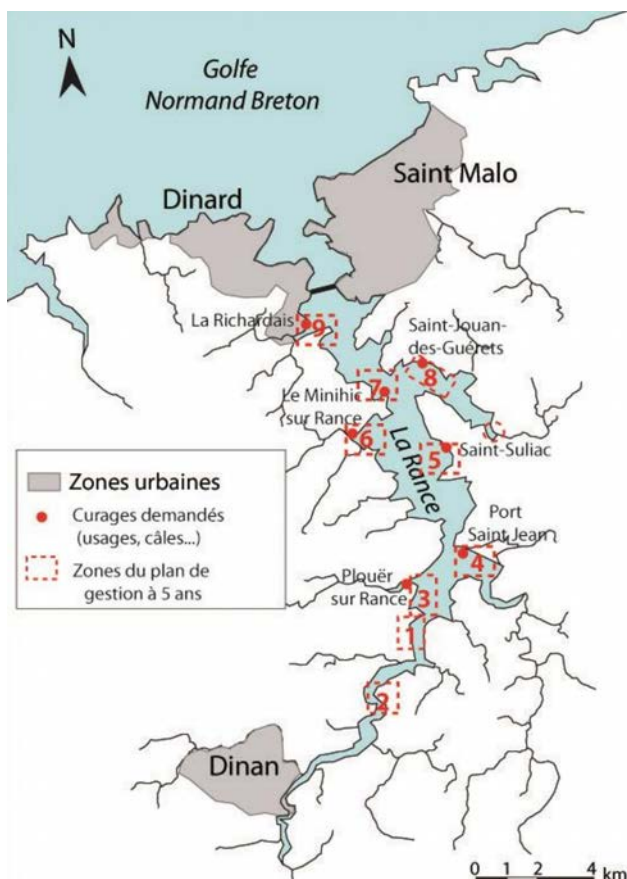 N
Golfe
Normand Breton
Saint Malo
Dinard
La Richardais
9
Saint-Jouan-
des-Guérets
8
7
Le Minihic
sur Rance
6
La Rance
5
Saint-Suliac
Zones urbaines
Curages demandés
(usages, câles...)
Zones du plan de
gestion à 5 ans
Port
Saint Jean
4
Plouër
sur Rance
3
1
2
Dinan
0 1 2 4 km